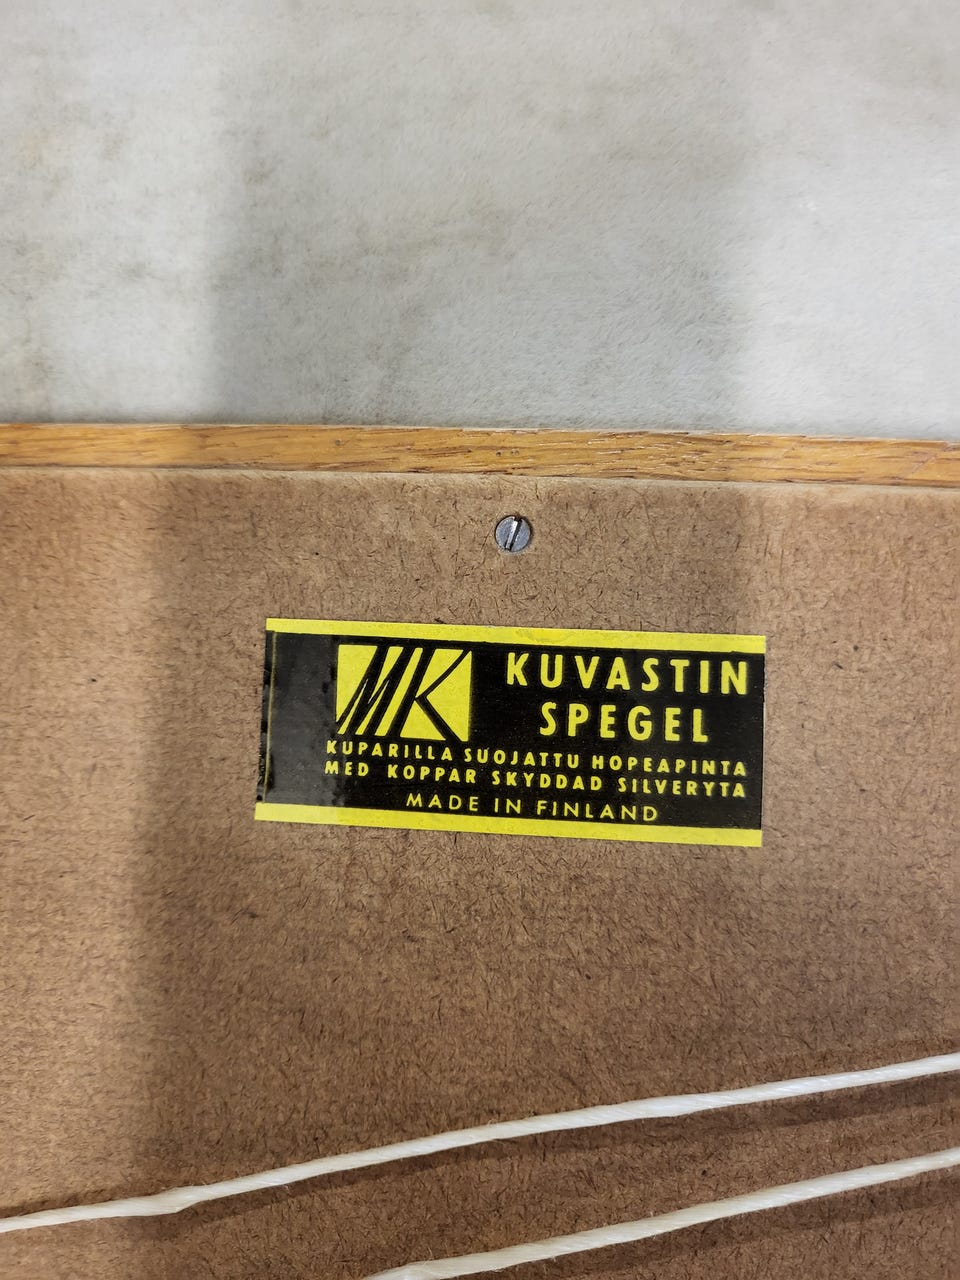 MK
KUVASTIN
SPEGEL
KUPARILLA SUOJATTU HOPEAPINTA
MED KOPPAR SKYDDAD SILVERYTA
MADE IN FINLAND